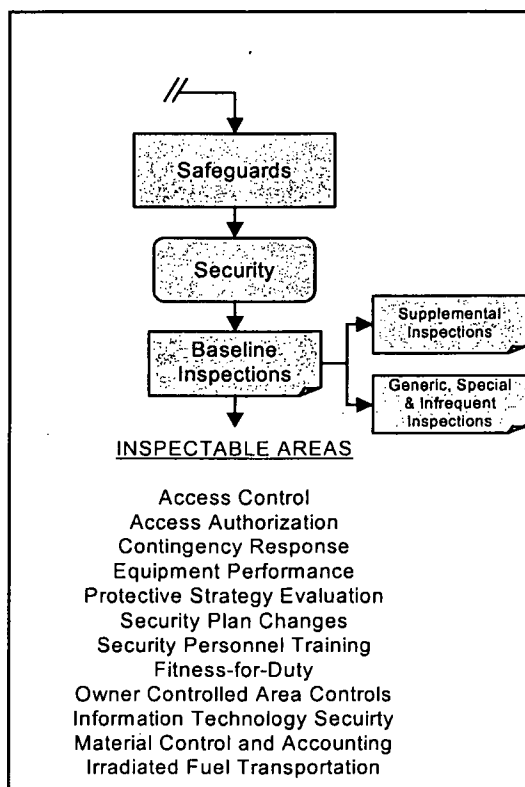 Safeguards
Security
Baseline
Inspections
Supplemental
Inspections
Generic, Special
& Infrequent
Inspections
INSPECTABLE AREAS
Access Control
Access Authorization
Contingency Response
Equipment Performance
Protective Strategy Evaluation
Security Plan Changes
Security Personnel Training
Fitness-for-Duty
Owner Controlled Area Controls
Information Technology Secuirty
Material Control and Accounting
Irradiated Fuel Transportation